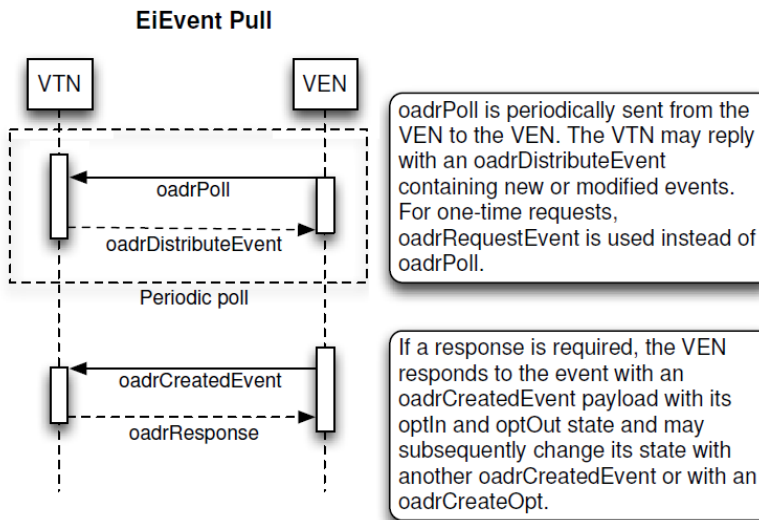 EiEvent Pull
VTN
VEN
oadrPoll is periodically sent from the
VEN to the VEN. The VTN may reply
with an oadrDistributeEvent
containing new or modified events.
For one-time requests,
oadrRequestEvent is used instead of
oadrPoll.
oadrPoll
oadrDistributeEvent
Periodic poll
If a response is required, the VEN
responds to the event with an
oadrCreatedEvent payload with its
optIn and optOut state and may
subsequently change its state with
another oadrCreatedEvent or with an
oadrCreateOpt.
oadrCreatedEvent
oadrResponse